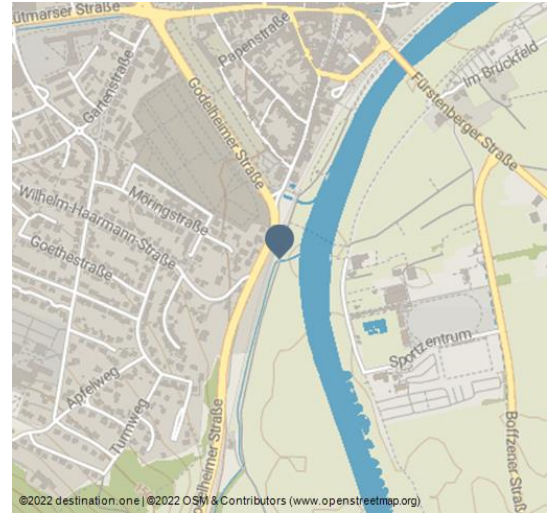 ütmarser Straße
Papenstraße
Gartenstraße
Godelheimer Straße
Im Brückfeld
Fürstenberger Straße
Möringstraße
Wilhelm-Haarmann-Straße
Goethestraße
Sportzentrum
Apfelweg
Turmweg
Godelheimer Straße
Boffzener Straße
©2022 destination.one | ©2022 OSM & Contributors (www.openstreetmap.org)